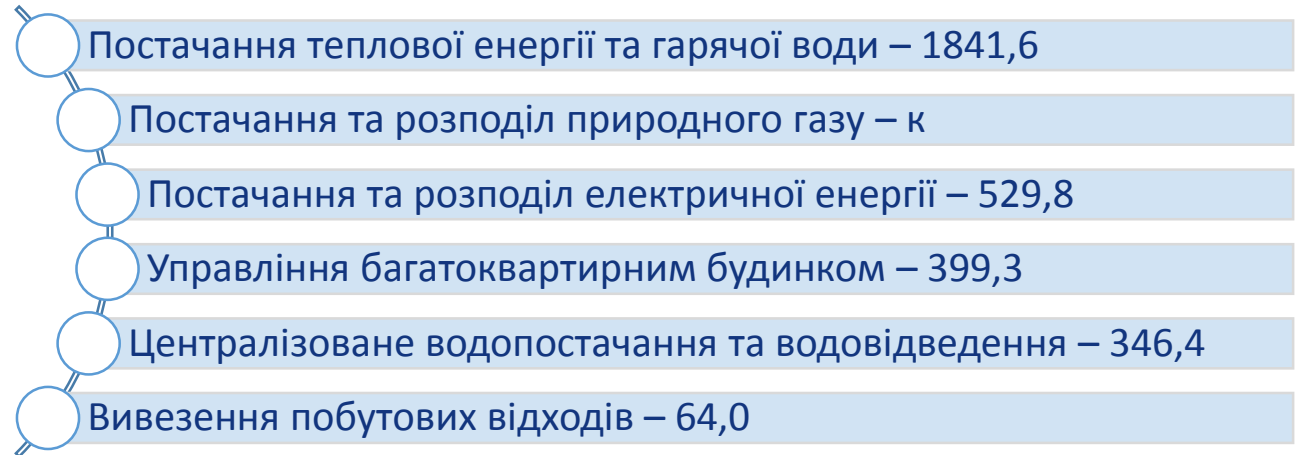 Постачання теплової енергії та гарячої води – 1841,6
Постачання та розподіл природного газу – к
Постачання та розподіл електричної енергії – 529,8
Управління багатоквартирним будинком – 399,3
Централізоване водопостачання та водовідведення – 346,4
Вивезення побутових відходів – 64,0